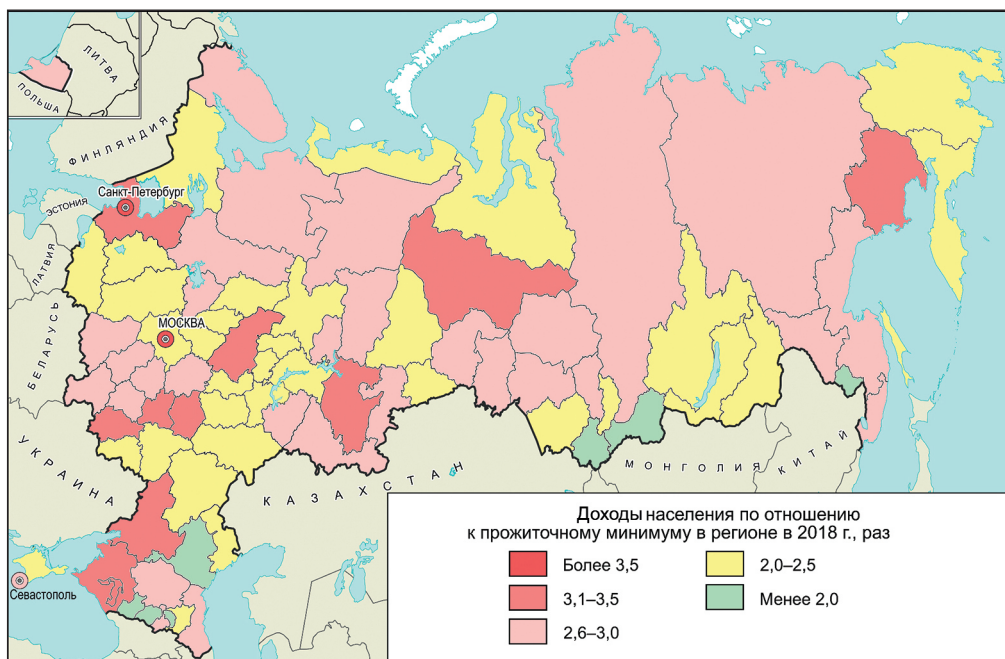 ЛИТВА
ПОЛЬША
ФИНЛЯНДИЯ
Санкт-Петербург
ЭСТОНИЯ
ЛАТВИЯ
БЕЛАРУСЬ
МОСКВА
УКРАИНА
КАЗАХСТАН
МОНГОЛИЯ
КИТАЙ
Севастополь
Доходы населения по отношению
к прожиточному минимуму в регионе в 2018 г., раз
Более 3,5
3,1–3,5
2,6–3,0
2,0–2,5
Менее 2,0